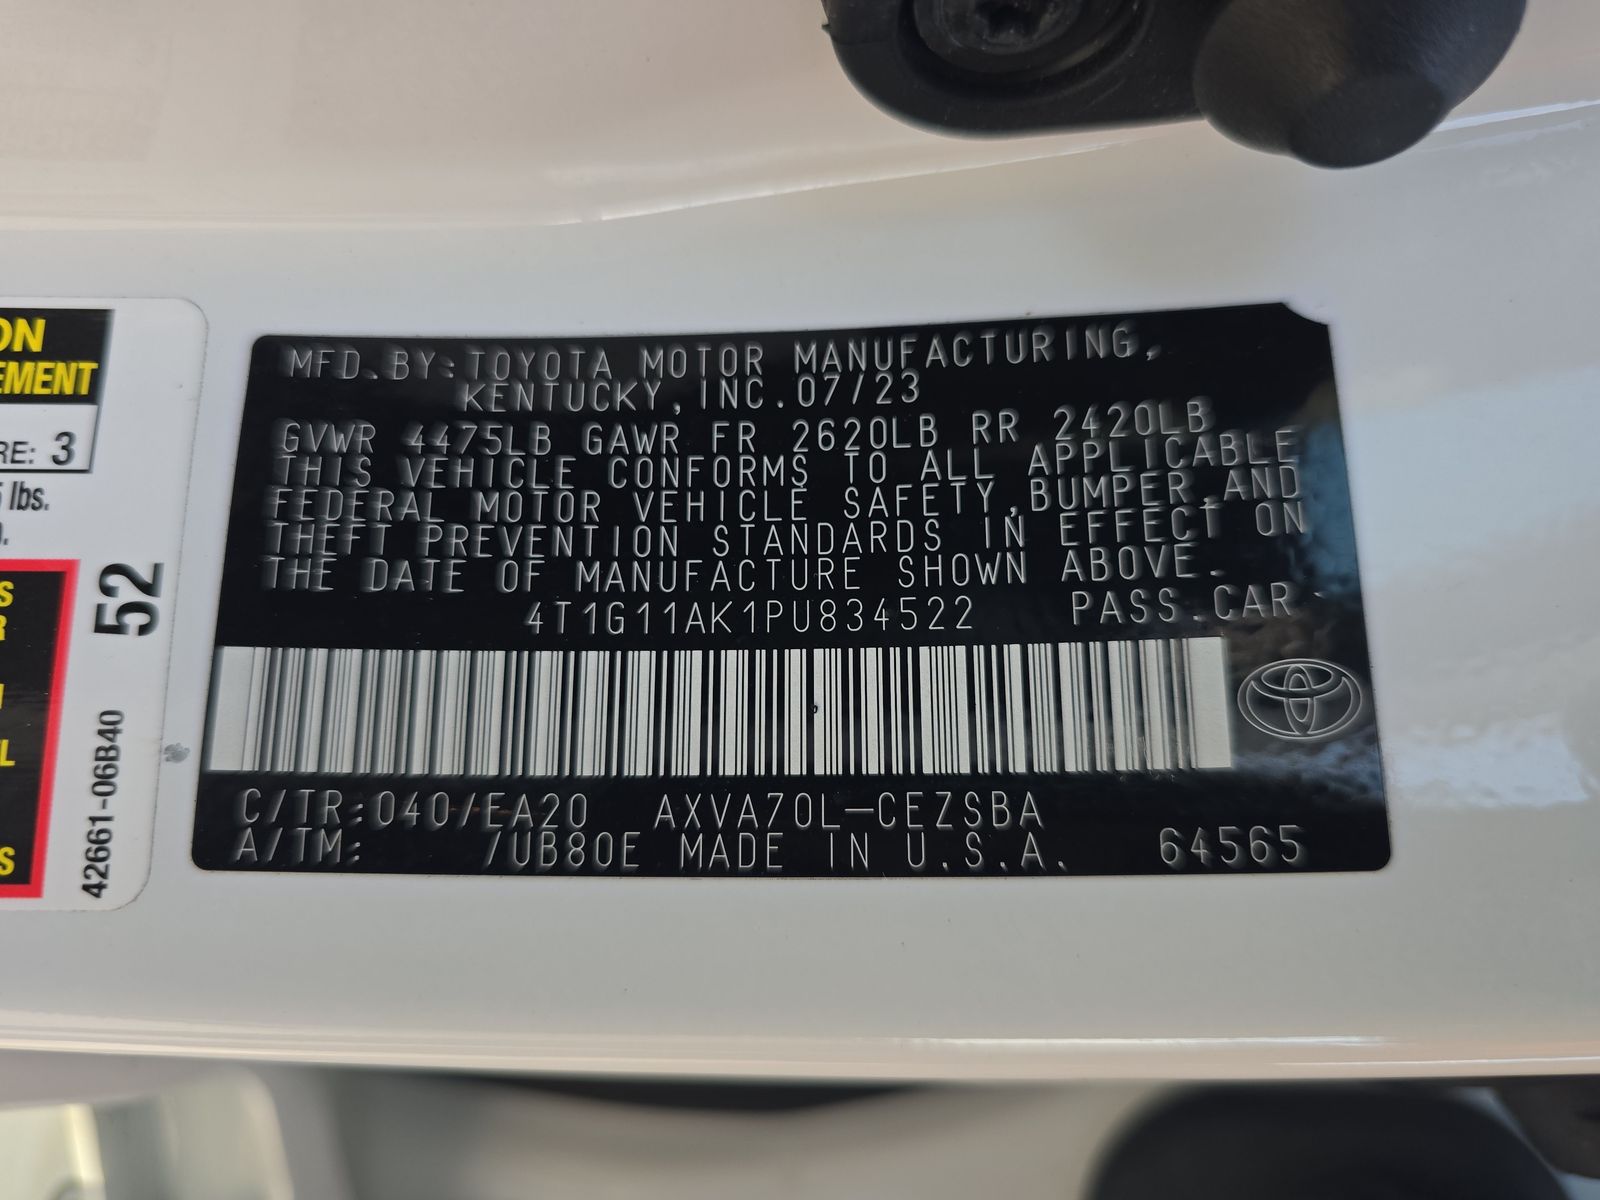 ON
EMENT
RE: 3
5 lbs.
52
42661-06B40
MFD.BY:TOYOTA MOTOR MANUFACTURING,
KENTUCKY,INC.07/23
GVWR 4475LB GAWR FR 2620LB RR 2420LB
THIS VEHICLE CONFORMS TO ALL APPLICABLE
FEDERAL MOTOR VEHICLE SAFETY,BUMPER,AND
THEFT PREVENTION STANDARDS IN EFFECT ON
THE DATE OF MANUFACTURE SHOWN ABOVE.
4T1G11AK1PU834522 PASS.CAR
C/TR:040/EA20 AXVA70L-CEZSBA
A/TM: /UB80E MADE IN U.S.A. 64565